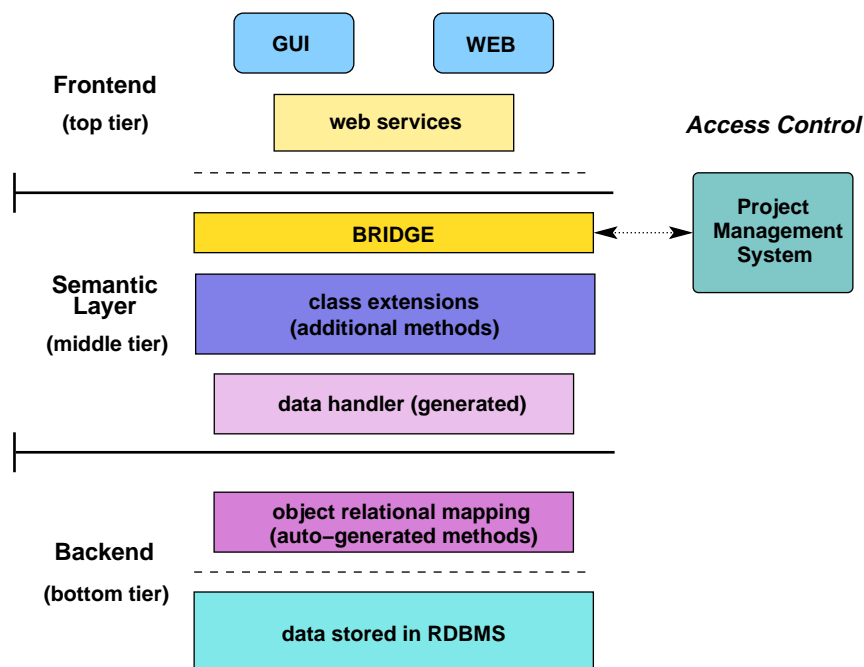 GUI
WEB
Frontend
(top tier)
web services
Access Control
Project
Management
System
BRIDGE
Semantic
Layer
(middle tier)
class extensions
(additional methods)
data handler (generated)
object relational mapping
(auto−generated methods)
Backend
(bottom tier)
data stored in RDBMS